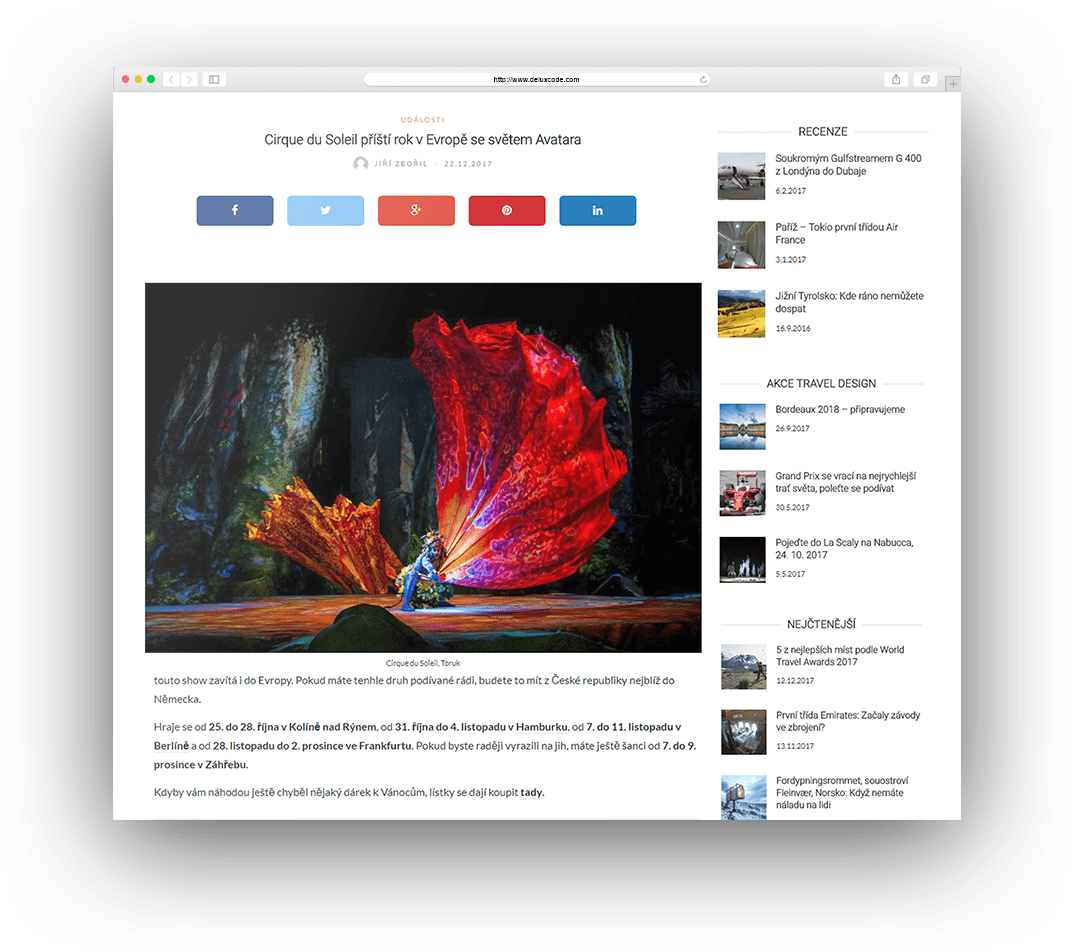 http://www.deluxcode.com
UDÁLOSTI
Cirque du Soleil příští rok v Evropě se světem Avatara
JIŘÍ ZBOŘIL / 22.12.2017
Cirque du Soleil, Toruk
touto show zavítá i do Evropy. Pokud máte tenhle druh podívané rádi, budete to mít z České republiky nejblíž do
Německa.
Hraje se od 25. do 28. října v Kolíně nad Rýnem, od 31. října do 4. listopadu v Hamburku, od 7. do 11. listopadu v
Berlíně a od 28. listopadu do 2. prosince ve Frankfurtu. Pokud byste raději vyrazili na jih, máte ještě šanci od 7. do 9.
prosince v Záhřebu.
Kdyby vám náhodou ještě chyběl nějaký dárek k Vánocům, lístky se dají koupit tady.
RECENZE
Soukromým Gulfstreamem G 400
z Londýna do Dubaje
6.2.2017
Paříž – Tokio první třídou Air
France
3.1.2017
Jižní Tyrolsko: Kde ráno nemůžete
dospat
16.9.2016
AKCE TRAVEL DESIGN
Bordeaux 2018 – připravujeme
26.9.2017
Grand Prix se vrací na nejrychlejší
trať světa, poleťte se podívat
30.5.2017
Pojeďte do La Scaly na Nabucca,
24. 10. 2017
5.5.2017
NEJČTENĚJŠÍ
5 z nejlepších míst podle World
Travel Awards 2017
12.12.2017
První třída Emirates: Začaly závody
ve zbrojení?
13.11.2017
Fordypningsrommet, souostroví
Fleinvær, Norsko: Když nemáte
náladu na lidi